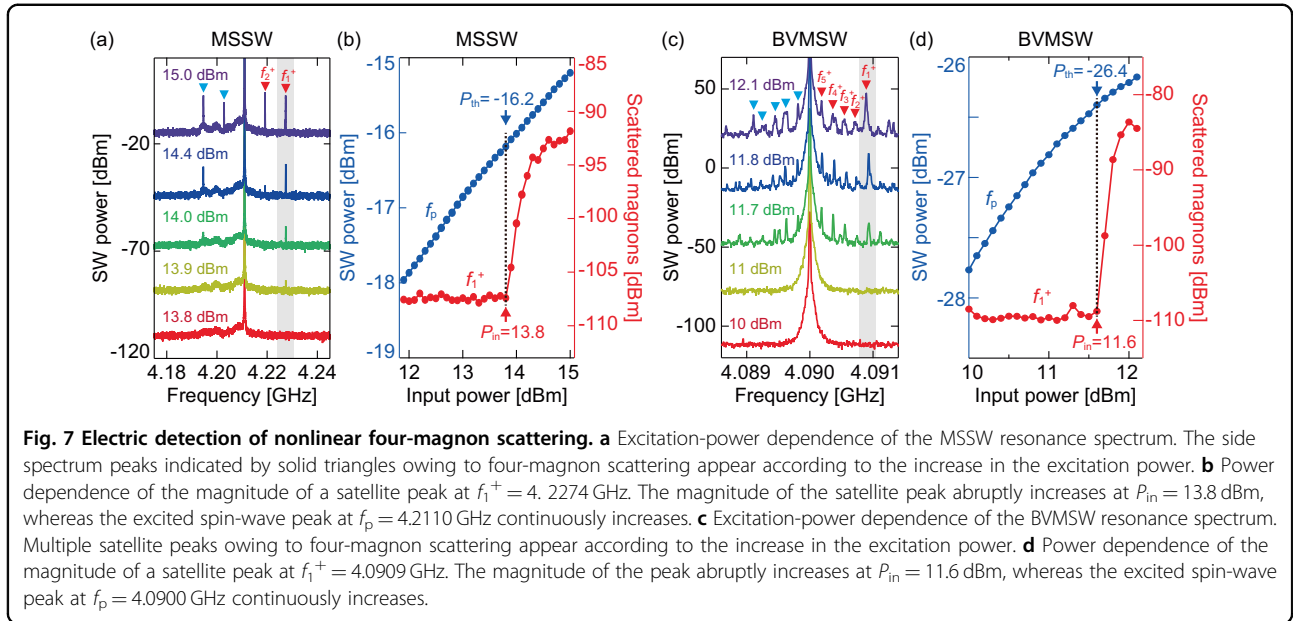 (a) MSSW
15.0 dBm
f2+ f1+
14.4 dBm
14.0 dBm
13.9 dBm
13.8 dBm
-20
-70
-120
SW power [dBm]
4.18 4.20 4.22 4.24
Frequency [GHz]
(b) MSSW
-15
-16
-17
-18
-19
SW power [dBm]
Pth= -16.2
fp
f1+
Pin=13.8
-85
-90
-95
-100
-105
-110
Scattered magnons [dBm]
12 13 14 15
Input power [dBm]
(c) BVMSW
50
0
-50
-100
SW power [dBm]
12.1 dBm
f5+ f4+ f3+ f2+ f1+
11.8 dBm
11.7 dBm
11 dBm
10 dBm
4.089 4.090 4.091
Frequency [GHz]
(d) BVMSW
-26
-27
-28
SW power [dBm]
Pth= -26.4
fp
f1+
Pin=11.6
-80
-90
-100
-110
Scattered magnons [dBm]
10 11 12
Input power [dBm]
Fig. 7 Electric detection of nonlinear four-magnon scattering. a Excitation-power dependence of the MSSW resonance spectrum. The side
spectrum peaks indicated by solid triangles owing to four-magnon scattering appear according to the increase in the excitation power. b Power
dependence of the magnitude of a satellite peak at f1+ = 4. 2274 GHz. The magnitude of the satellite peak abruptly increases at Pin = 13.8 dBm,
whereas the excited spin-wave peak at fp = 4.2110 GHz continuously increases. c Excitation-power dependence of the BVMSW resonance spectrum.
Multiple satellite peaks owing to four-magnon scattering appear according to the increase in the excitation power. d Power dependence of the
magnitude of a satellite peak at f1+ = 4.0909 GHz. The magnitude of the peak abruptly increases at Pin = 11.6 dBm, whereas the excited spin-wave
peak at fp = 4.0900 GHz continuously increases.